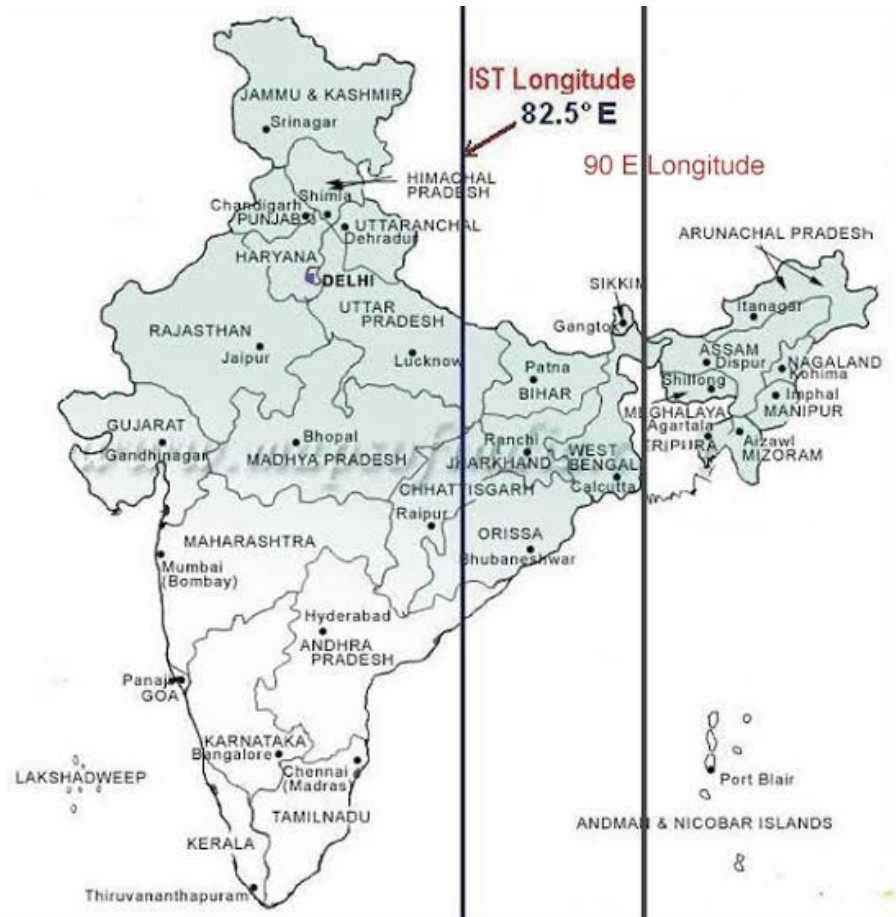 IST Longitude
82.5° E
JAMMU & KASHMIR
Srinagar
90 E Longitude
HIMACHAL
PRADESH
Shimla
Chandigarh
PUNJAB
UTTARANCHAL
Dehradun
ARUNACHAL PRADESH
HARYANA
DELHI
SIKKIM
UTTAR
PRADESH
Itanagar
Gangtok
RAJASTHAN
Jaipur
Lucknow
ASSAM
Dispur
NAGALAND
Kohima
Patna
BIHAR
Shillong
Imphal
MANIPUR
MEGHALAYA
GUJARAT
Gandhinagar
Bhopal
MADHYA PRADESH
Ranchi
JHARKHAND
WEST
BENGAL
Calcutta
Agartala
TRIPURA
Aizawl
MIZORAM
CHHATTISGARH
Raipur
ORISSA
Bhubaneshwar
MAHARASHTRA
Mumbai
(Bombay)
Hyderabad
ANDHRA
PRADESH
Panaji
GOA
KARNATAKA
Bangalore
Chennai
(Madras)
LAKSHADWEEP
Port Blair
TAMILNADU
ANDMAN & NICOBAR ISLANDS
KERALA
Thiruvananthapuram